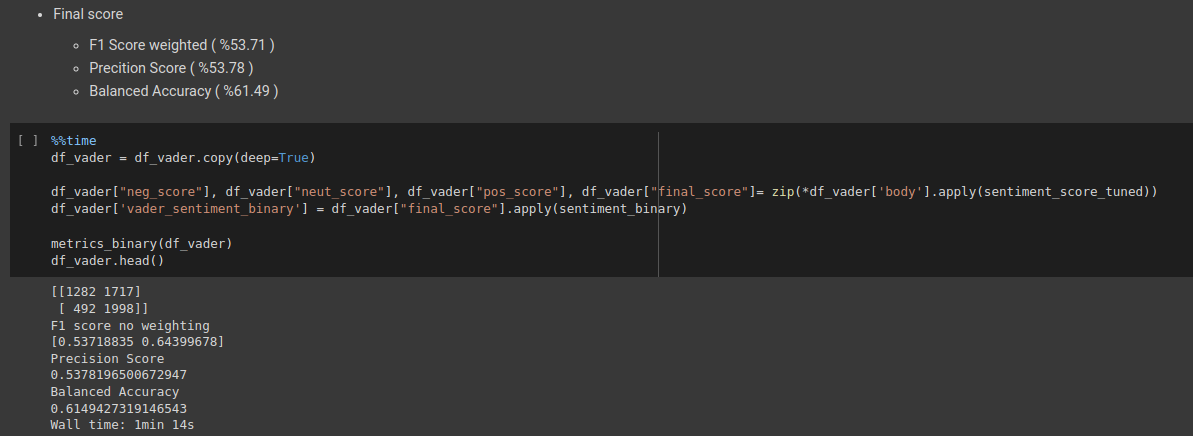 Final score
F1 Score weighted ( %53.71 )
Precition Score ( %53.78 )
Balanced Accuracy ( %61.49 )
[ ] %%time
df_vader = df_vader.copy(deep=True)
df_vader["neg_score"], df_vader["neut_score"], df_vader["pos_score"], df_vader["final_score"]= zip(*df_vader['body'].apply(sentiment_score_tuned))
df_vader['vader_sentiment_binary'] = df_vader["final_score"].apply(sentiment_binary)
metrics_binary(df_vader)
df_vader.head()
[[1282 1717]
[ 492 1998]]
F1 score no weighting
[0.53718835 0.64399678]
Precision Score
0.5378196500672947
Balanced Accuracy
0.6149427319146543
Wall time: 1min 14s